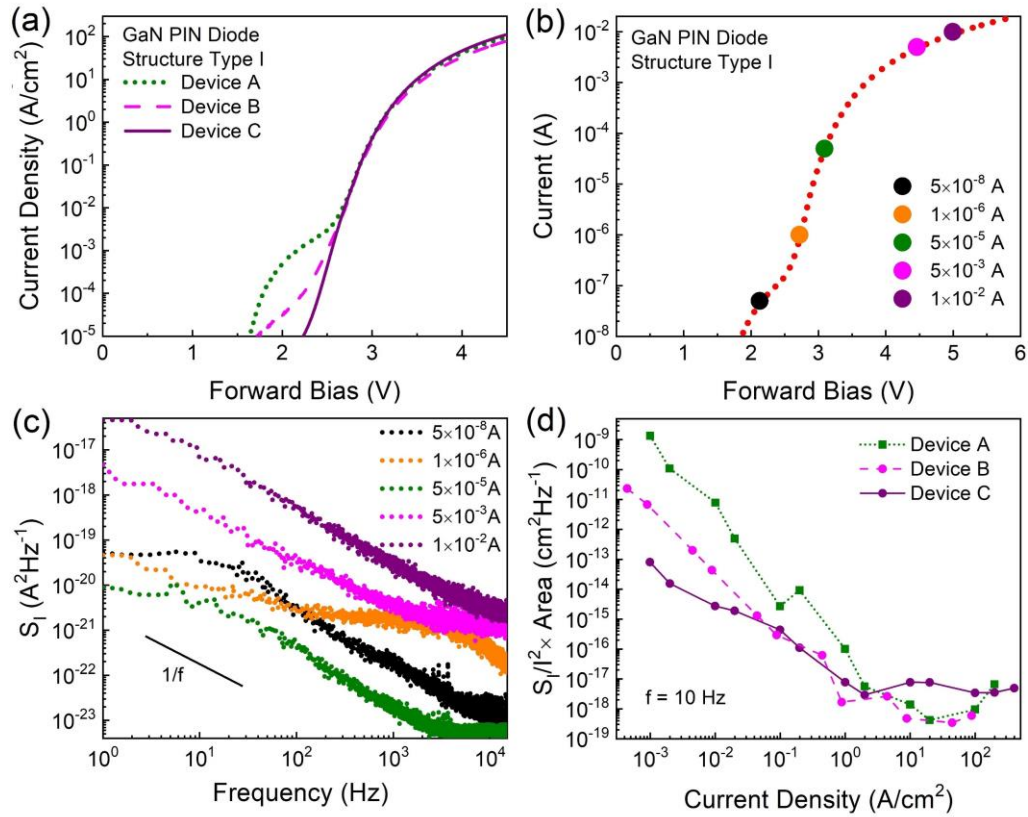 (a)
GaN PIN Diode
Structure Type I
Device A
Device B
Device C
Current Density (A/cm²)
10²
10¹
10⁰
10⁻¹
10⁻²
10⁻³
10⁻⁴
10⁻⁵
0 1 2 3 4
Forward Bias (V)
(b)
GaN PIN Diode
Structure Type I
Current (A)
10⁻²
10⁻³
10⁻⁴
10⁻⁵
10⁻⁶
10⁻⁷
10⁻⁸
5×10⁻⁸ A
1×10⁻⁶ A
5×10⁻⁵ A
5×10⁻³ A
1×10⁻² A
0 1 2 3 4 5 6
Forward Bias (V)
(c)
S_I (A²Hz⁻¹)
10⁻¹⁷
10⁻¹⁸
10⁻¹⁹
10⁻²⁰
10⁻²¹
10⁻²²
10⁻²³
5×10⁻⁸A
1×10⁻⁶A
5×10⁻⁵A
5×10⁻³A
1×10⁻²A
1/f
10⁰ 10¹ 10² 10³ 10⁴
Frequency (Hz)
(d)
S_I/I²× Area (cm²Hz⁻¹)
10⁻⁹
10⁻¹⁰
10⁻¹¹
10⁻¹²
10⁻¹³
10⁻¹⁴
10⁻¹⁵
10⁻¹⁶
10⁻¹⁷
10⁻¹⁸
10⁻¹⁹
Device A
Device B
Device C
f = 10 Hz
10⁻³ 10⁻² 10⁻¹ 10⁰ 10¹ 10²
Current Density (A/cm²)